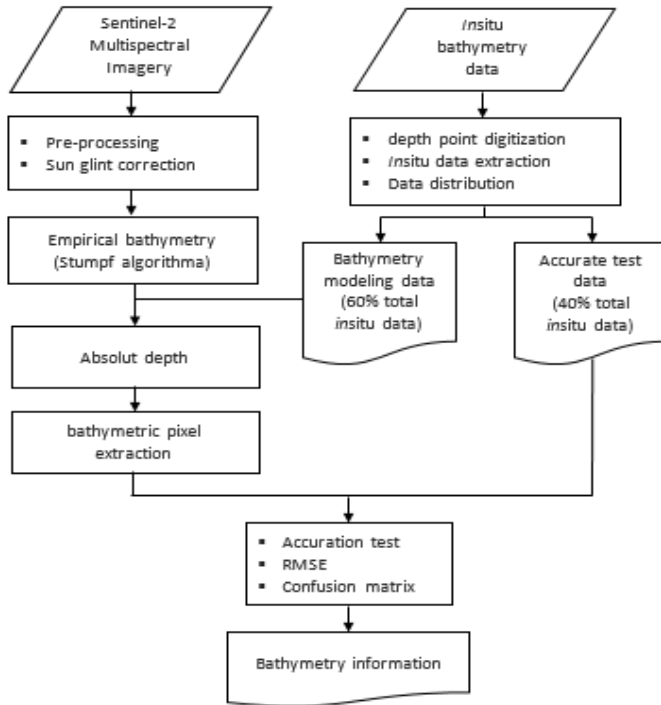 Sentinel-2
Multispectral
Imagery
Insitu
bathymetry
data
▪ Pre-processing
▪ Sun glint correction
▪ depth point digitization
▪ Insitu data extraction
▪ Data distribution
Empirical bathymetry
(Stumpf algorithma)
Bathymetry
modeling data
(60% total
insitu data)
Accurate test
data
(40% total
insitu data)
Absolut depth
bathymetric pixel
extraction
▪ Accuration test
▪ RMSE
▪ Confusion matrix
Bathymetry information